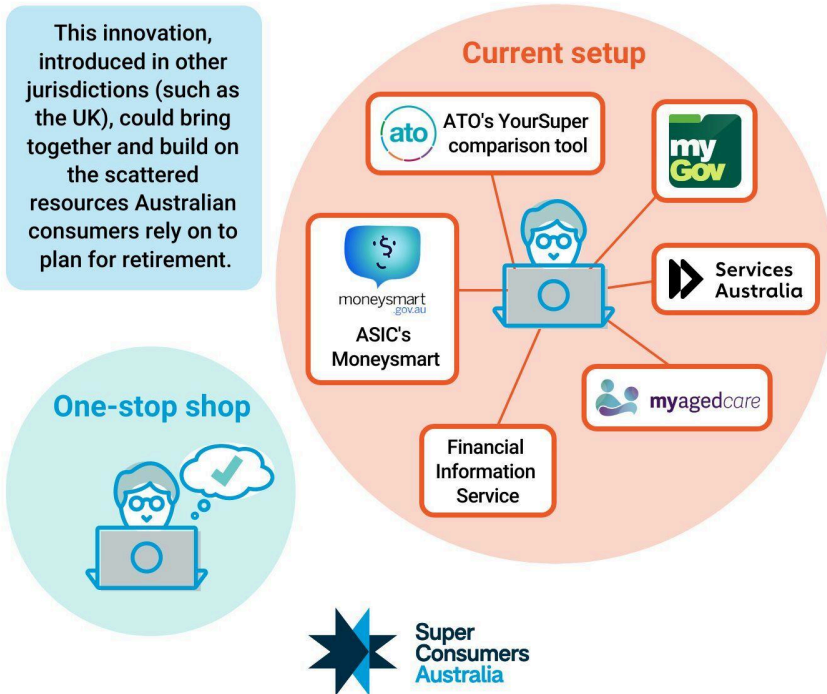 This innovation,
introduced in other
jurisdictions (such as
the UK), could bring
together and build on
the scattered
resources Australian
consumers rely on to
plan for retirement.
Current setup
ato
ATO's YourSuper
comparison tool
my
Gov
$
moneysmart
.gov.au
ASIC's
Moneysmart
Services
Australia
myagedcare
Financial
Information
Service
One-stop shop
Super
Consumers
Australia